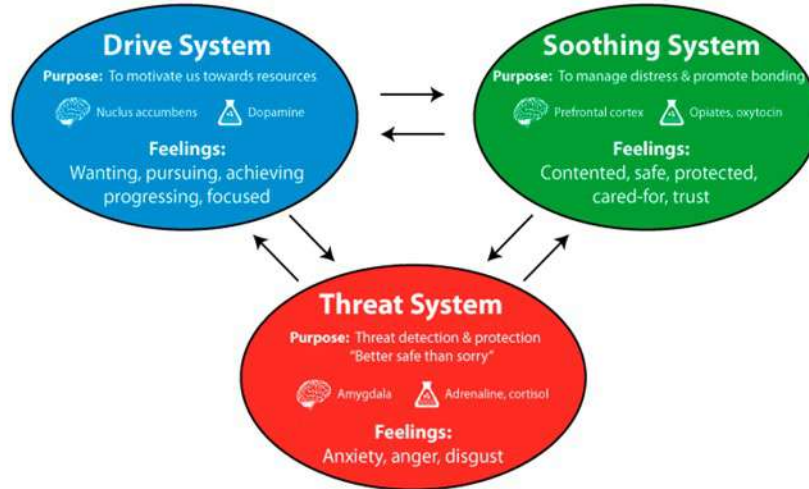 Drive System
Purpose: To motivate us towards resources
Nuclus accumbens
Dopamine
Feelings:
Wanting, pursuing, achieving
progressing, focused
Soothing System
Purpose: To manage distress & promote bonding
Prefrontal cortex
Opiates, oxytocin
Feelings:
Contented, safe, protected,
cared-for, trust
Threat System
Purpose: Threat detection & protection
"Better safe than sorry"
Amygdala
Adrenaline, cortisol
Feelings:
Anxiety, anger, disgust